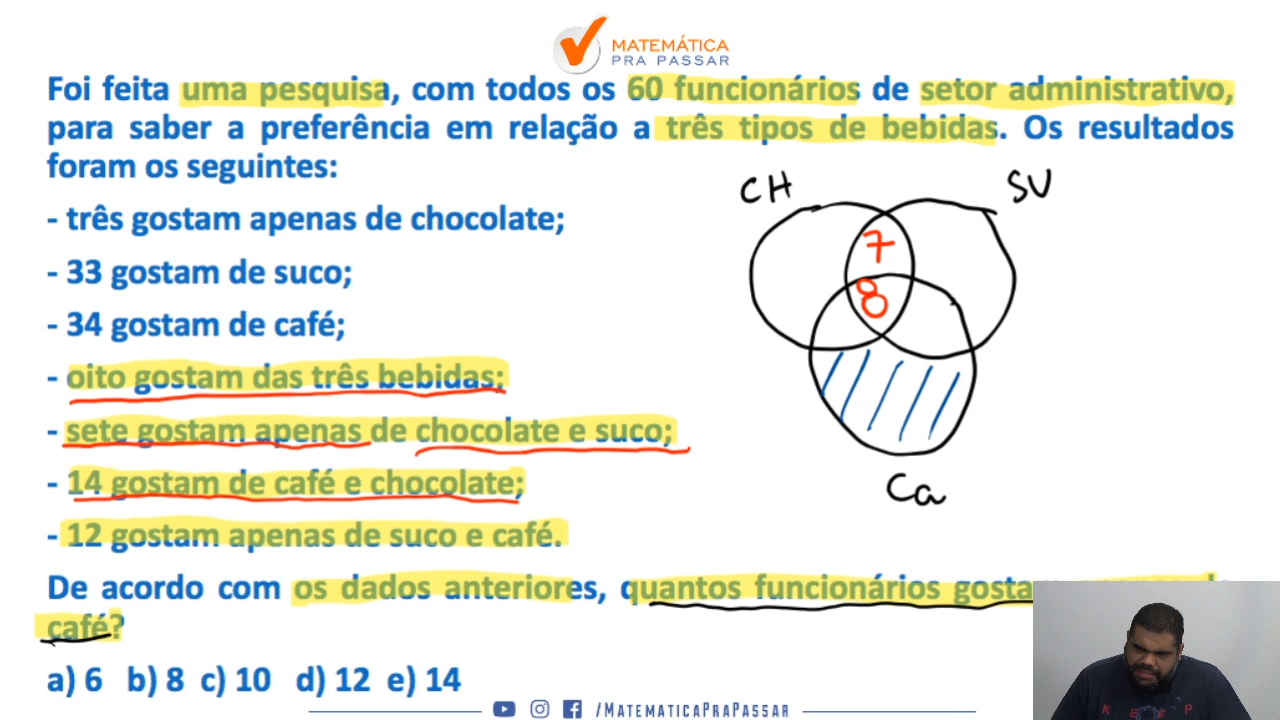 MATEMÁTICA
PRA PASSAR
Foi feita uma pesquisa, com todos os 60 funcionários de setor administrativo,
para saber a preferência em relação a três tipos de bebidas. Os resultados
foram os seguintes:
- três gostam apenas de chocolate;
- 33 gostam de suco;
- 34 gostam de café;
- oito gostam das três bebidas;
- sete gostam apenas de chocolate e suco;
- 14 gostam de café e chocolate;
- 12 gostam apenas de suco e café.
De acordo com os dados anteriores, quantos funcionários
café?
a) 6 b) 8 c) 10 d) 12 e) 14
CH
SU
7
8
Ca
/MATEMATICAPRAPASSAR
K E E P